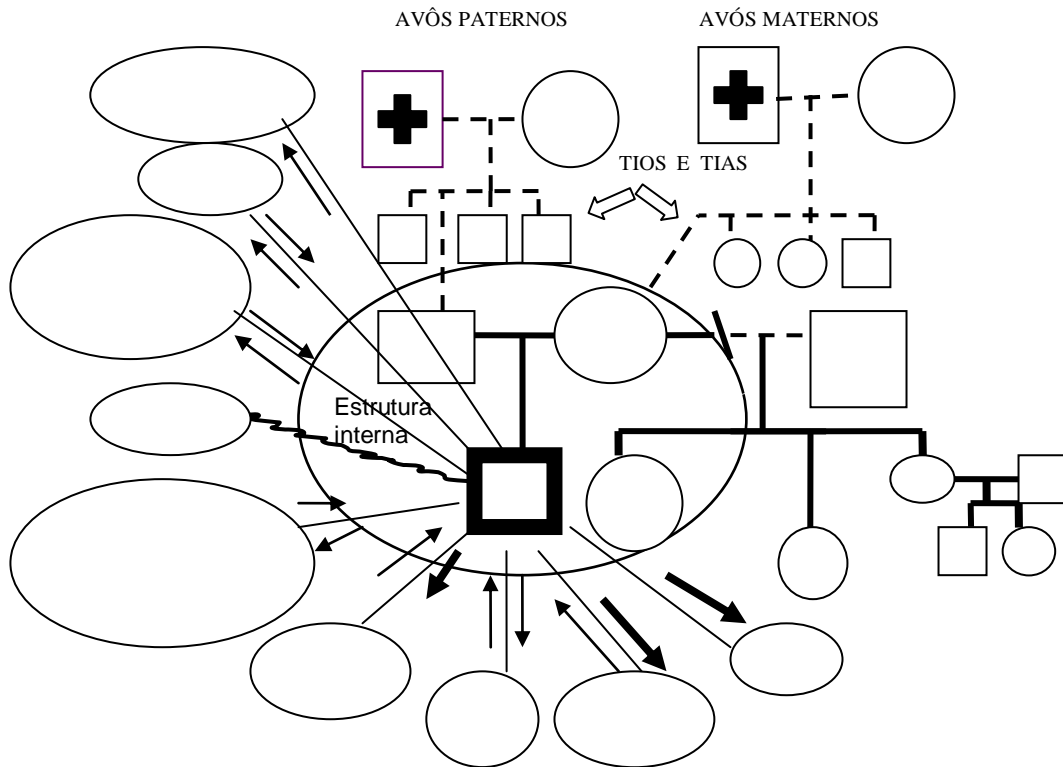 AVÔS PATERNOS
AVÓS MATERNOS
TIOS E TIAS
Estrutura
interna